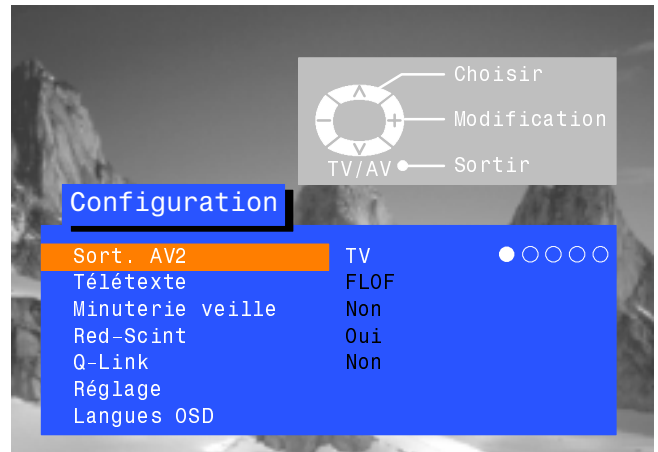 Choisir
Modification
TV/AV Sortir
Configuration
Sort. AV2 TV
Télétexte FLOF
Minuterie veille Non
Red-Scint Oui
Q-Link Non
Réglage
Langues OSD